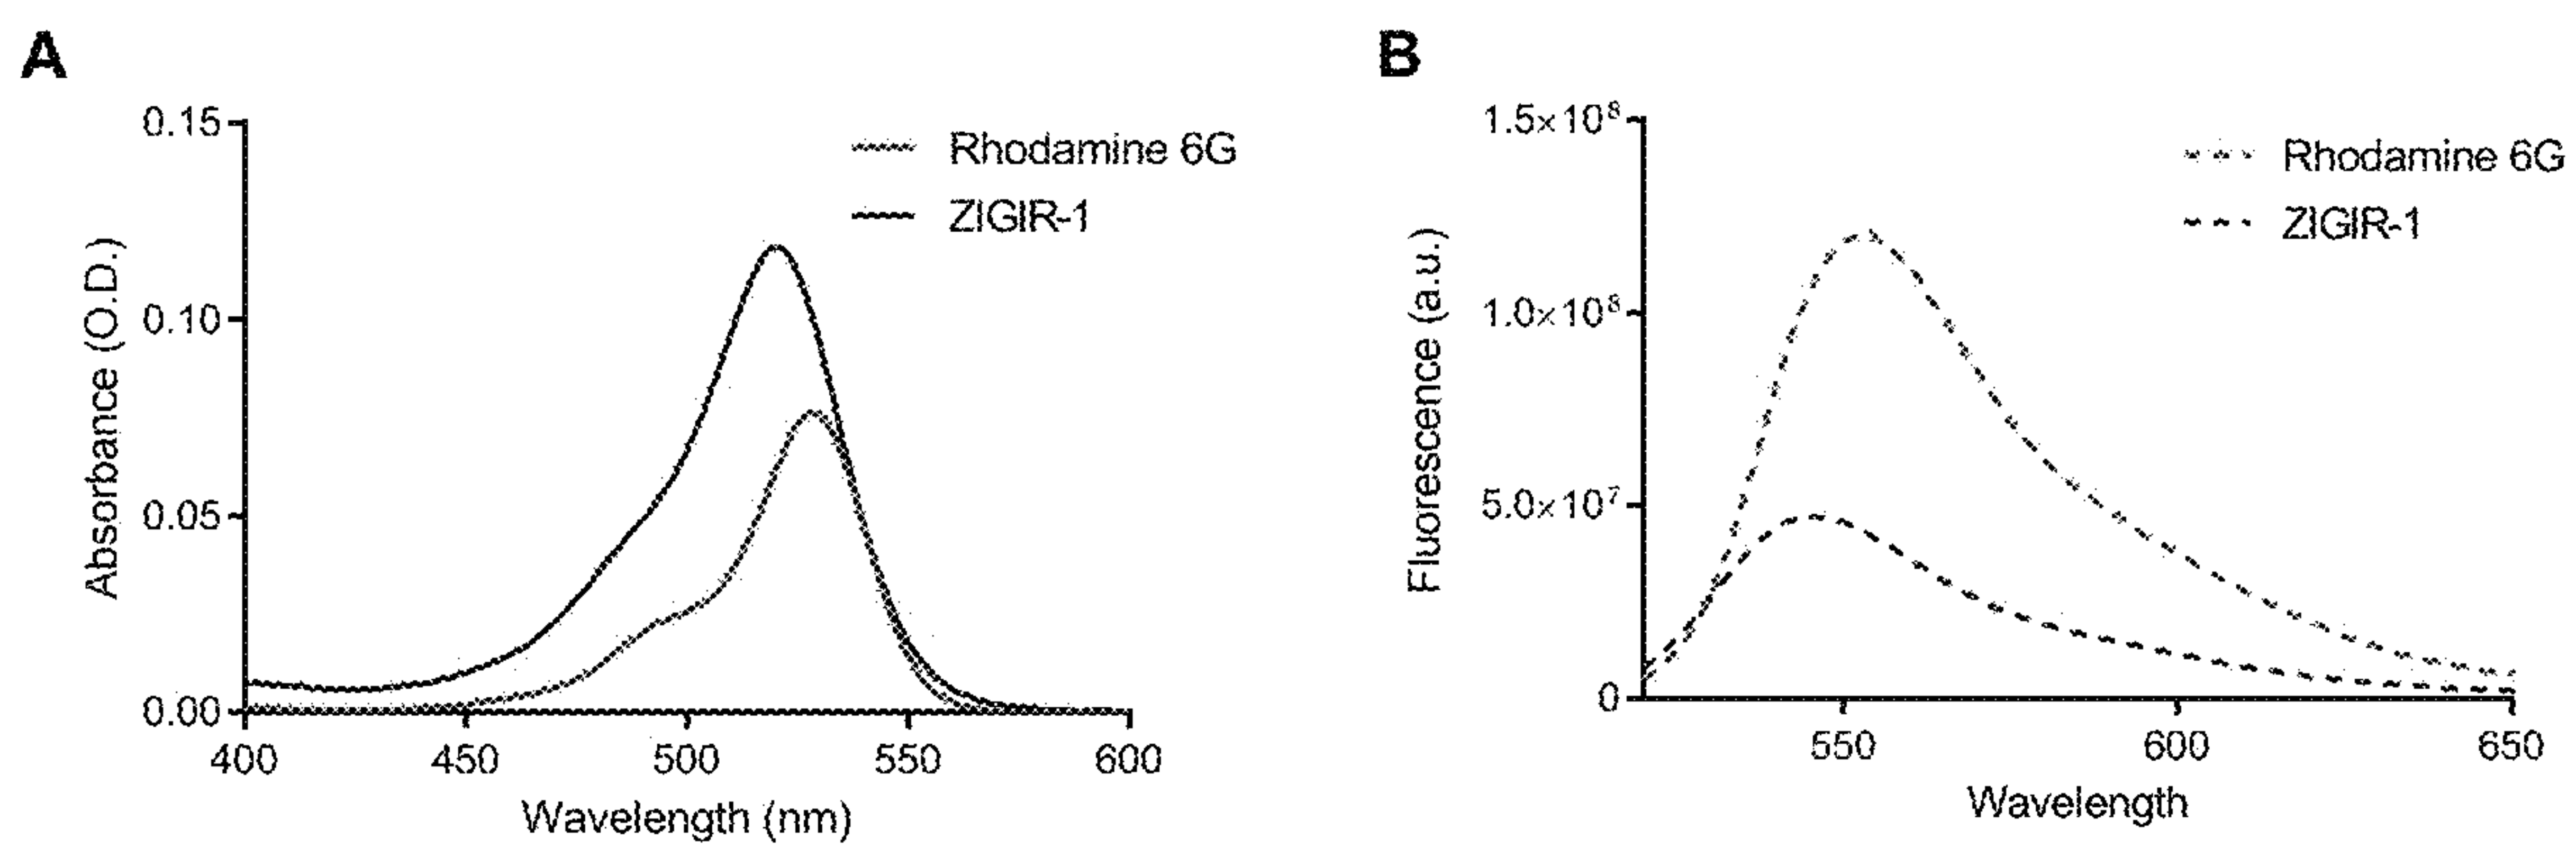 A
0.15
0.10
0.05
0.00
400 450 500 550 600
Absorbance (O.D.)
Wavelength (nm)
Rhodamine 6G
ZIGIR-1
B
1.5×10⁸
1.0×10⁸
5.0×10⁷
0
550 600 650
Fluorescence (a.u.)
Wavelength
Rhodamine 6G
ZIGIR-1